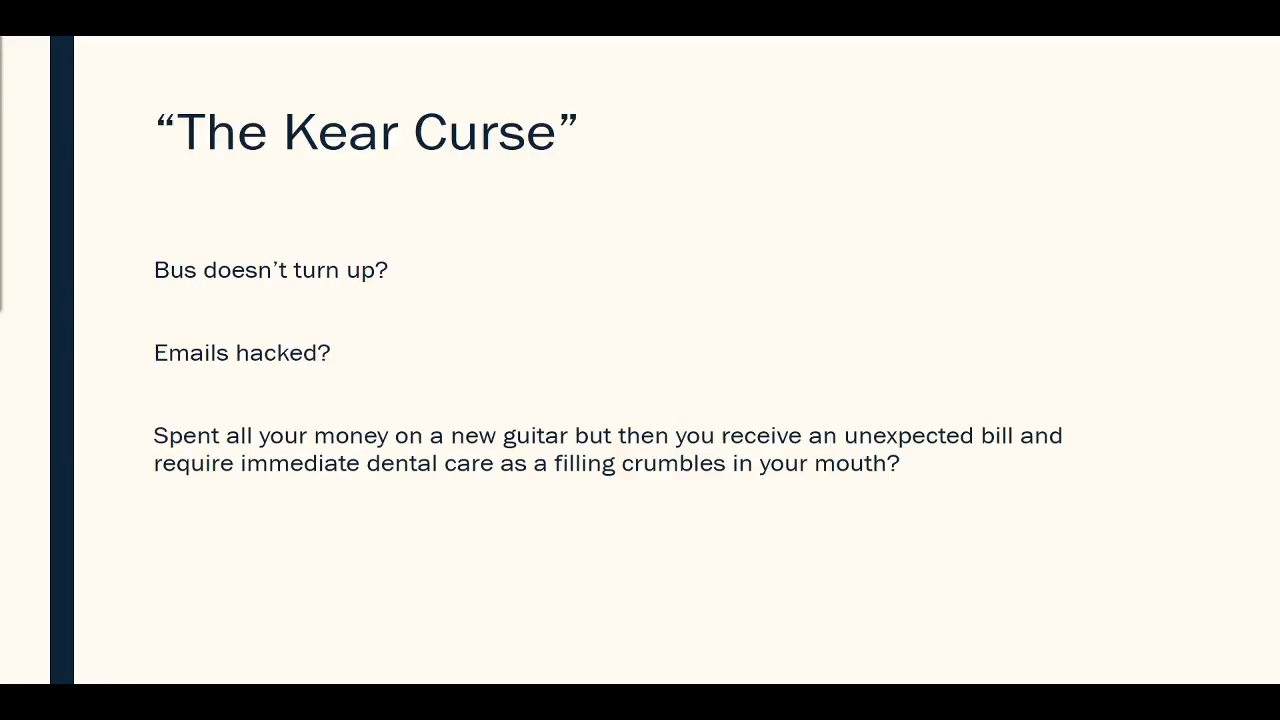 “The Kear Curse”
Bus doesn’t turn up?
Emails hacked?
Spent all your money on a new guitar but then you receive an unexpected bill and
require immediate dental care as a filling crumbles in your mouth?